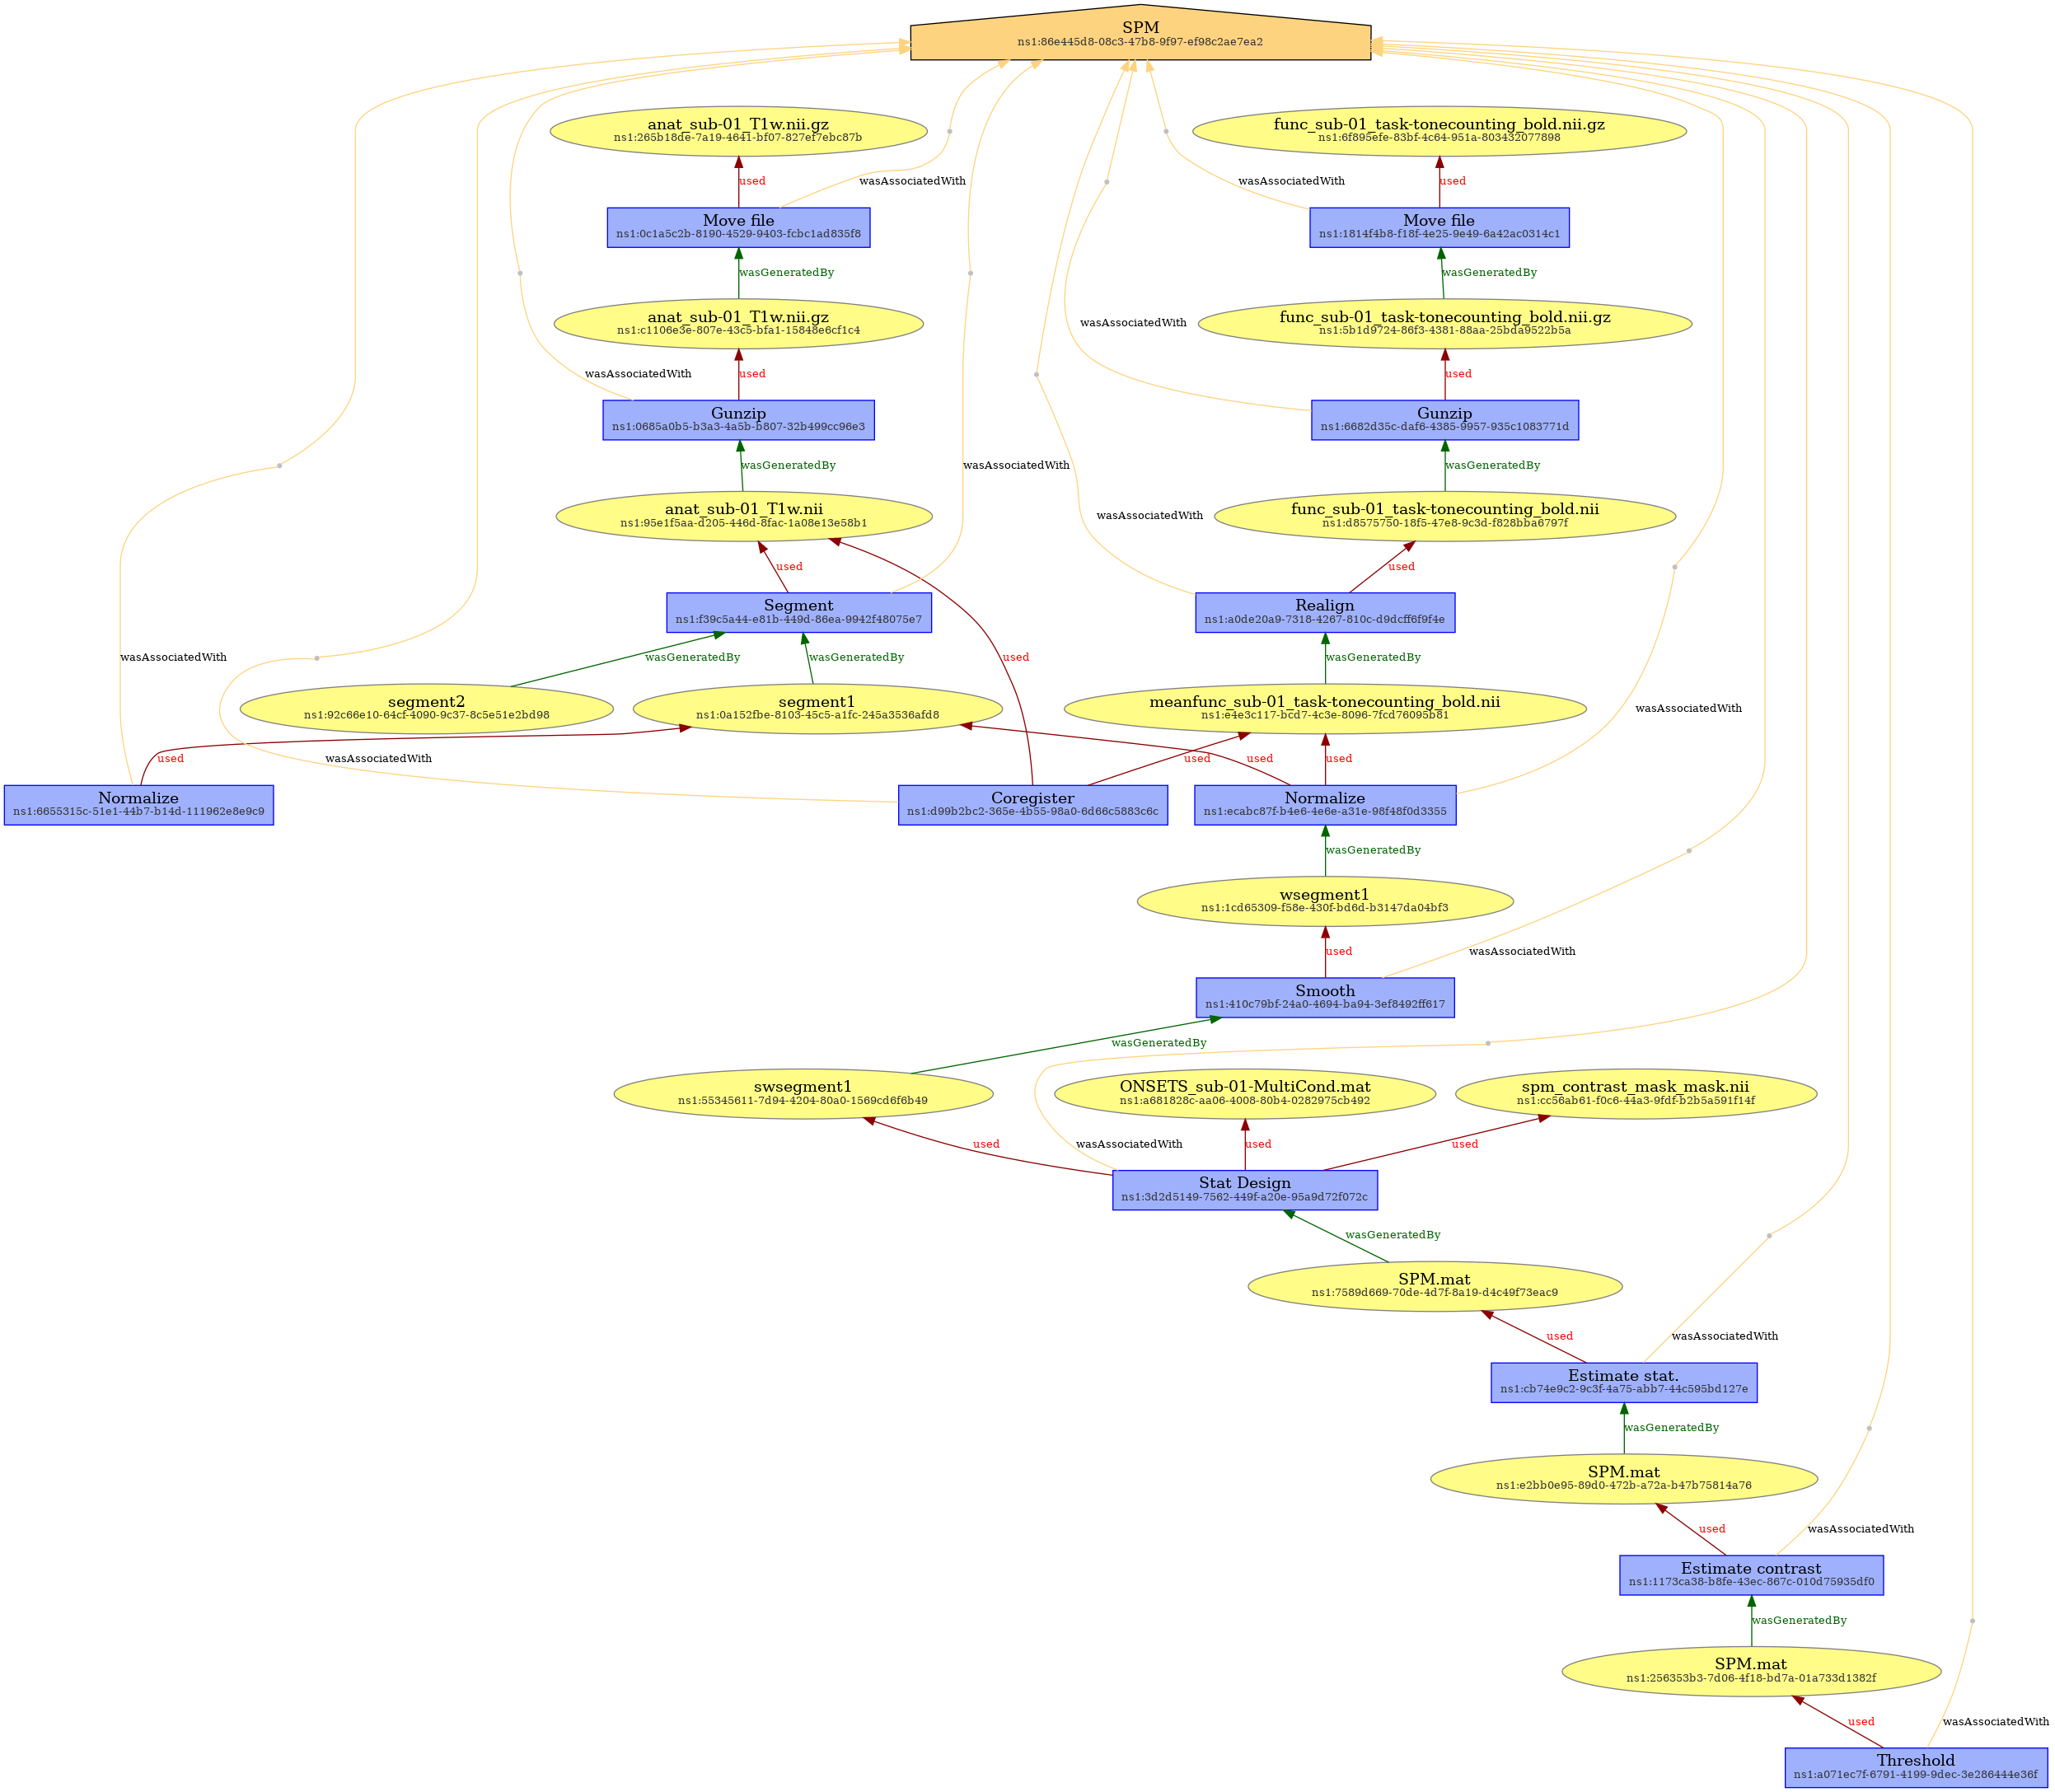 SPM
ns1:86e445d8-08c3-47b8-9f97-ef98c2ae7ea2
anat_sub-01_T1w.nii.gz
ns1:265b18de-7a19-4641-bf07-827ef7ebc87b
func_sub-01_task-tonecounting_bold.nii.gz
ns1:6f895efe-83bf-4c64-951a-803432077898
used
wasAssociatedWith
wasAssociatedWith
used
Move file
ns1:0c1a5c2b-8190-4529-9403-fcbc1ad835f8
Move file
ns1:1814f4b8-f18f-4e25-9e49-6a42ac0314c1
wasGeneratedBy
wasGeneratedBy
anat_sub-01_T1w.nii.gz
ns1:c1106e3e-807e-43c5-bfa1-15848e6cf1c4
wasAssociatedWith
func_sub-01_task-tonecounting_bold.nii.gz
ns1:5b1d9724-86f3-4381-88aa-25bda9522b5a
wasAssociatedWith
used
used
Gunzip
ns1:0685a0b5-b3a3-4a5b-b807-32b499cc96e3
Gunzip
ns1:6682d35c-daf6-4385-9957-935c1083771d
wasGeneratedBy
wasAssociatedWith
wasGeneratedBy
anat_sub-01_T1w.nii
ns1:95e1f5aa-d205-446d-8fac-1a08e13e58b1
wasAssociatedWith
func_sub-01_task-tonecounting_bold.nii
ns1:d8575750-18f5-47e8-9c3d-f828bba6797f
used
used
Segment
ns1:f39c5a44-e81b-449d-86ea-9942f48075e7
Realign
ns1:a0de20a9-7318-4267-810c-d9dcff6f9f4e
wasAssociatedWith
wasGeneratedBy
wasGeneratedBy
used
wasGeneratedBy
segment2
ns1:92c66e10-64cf-4090-9c37-8c5e51e2bd98
segment1
ns1:0a152fbe-8103-45c5-a1fc-245a3536afd8
meanfunc_sub-01_task-tonecounting_bold.nii
ns1:e4e3c117-bcd7-4c3e-8096-7fcd76095b81
wasAssociatedWith
used
wasAssociatedWith
used
used
used
Normalize
ns1:6655315c-51e1-44b7-b14d-111962e8e9c9
Coregister
ns1:d99b2bc2-365e-4b55-98a0-6d66c5883c6c
Normalize
ns1:ecabc87f-b4e6-4e6e-a31e-98f48f0d3355
wasGeneratedBy
wsegment1
ns1:1cd65309-f58e-430f-bd6d-b3147da04bf3
used
wasAssociatedWith
Smooth
ns1:410c79bf-24a0-4694-ba94-3ef8492ff617
wasGeneratedBy
swsegment1
ns1:55345611-7d94-4204-80a0-1569cd6f6b49
ONSETS_sub-01-MultiCond.mat
ns1:a681828c-aa06-4008-80b4-0282975cb492
spm_contrast_mask_mask.nii
ns1:cc56ab61-f0c6-44a3-9fdf-b2b5a591f14f
used
wasAssociatedWith
used
used
Stat Design
ns1:3d2d5149-7562-449f-a20e-95a9d72f072c
wasGeneratedBy
SPM.mat
ns1:7589d669-70de-4d7f-8a19-d4c49f73eac9
used
wasAssociatedWith
Estimate stat.
ns1:cb74e9c2-9c3f-4a75-abb7-44c595bd127e
wasGeneratedBy
SPM.mat
ns1:e2bb0e95-89d0-472b-a72a-b47b75814a76
used
wasAssociatedWith
Estimate contrast
ns1:1173ca38-b8fe-43ec-867c-010d75935df0
wasGeneratedBy
SPM.mat
ns1:256353b3-7d06-4f18-bd7a-01a733d1382f
used
wasAssociatedWith
Threshold
ns1:a071ec7f-6791-4199-9dec-3e286444e36f